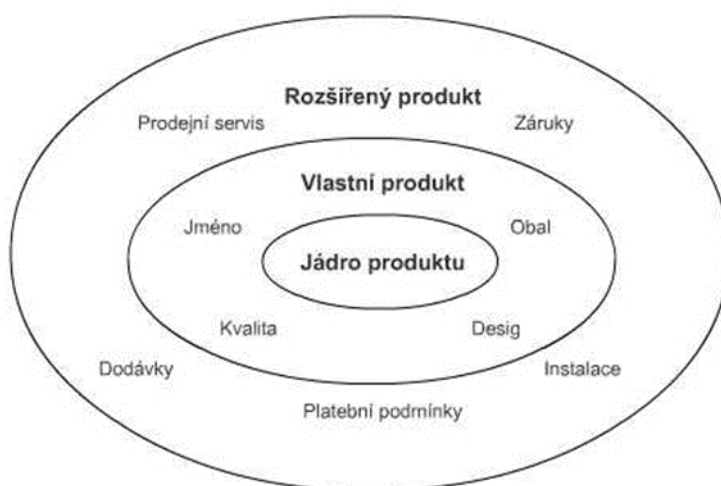 Rozšířený produkt
Prodejní servis
Záruky
Vlastní produkt
Jméno
Obal
Jádro produktu
Kvalita
Desig
Dodávky
Instalace
Platební podmínky